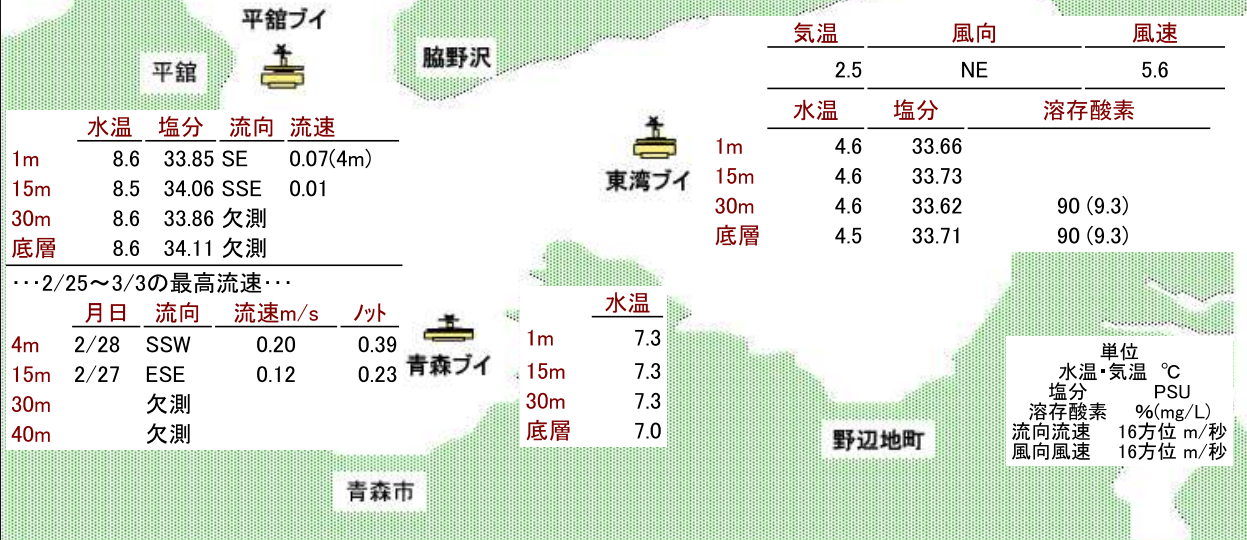 平舘ブイ
平舘
脇野沢
気温 風向 風速
2.5 NE 5.6
水温 塩分 溶存酸素
1m 4.6 33.66
15m 4.6 33.73
30m 4.6 33.62 90 (9.3)
底層 4.5 33.71 90 (9.3)
東湾ブイ
水温 塩分 流向 流速
1m 8.6 33.85 SE 0.07(4m)
15m 8.5 34.06 SSE 0.01
30m 8.6 33.86 欠測
底層 8.6 34.11 欠測
…2/25～3/3の最高流速…
月日 流向 流速m/s ﾉｯﾄ
4m 2/28 SSW 0.20 0.39
15m 2/27 ESE 0.12 0.23
30m 欠測
40m 欠測
青森ブイ
水温
1m 7.3
15m 7.3
30m 7.3
底層 7.0
単位
水温・気温 ℃
塩分 PSU
溶存酸素 %(mg/L)
流向流速 16方位 m/秒
風向風速 16方位 m/秒
野辺地町
青森市